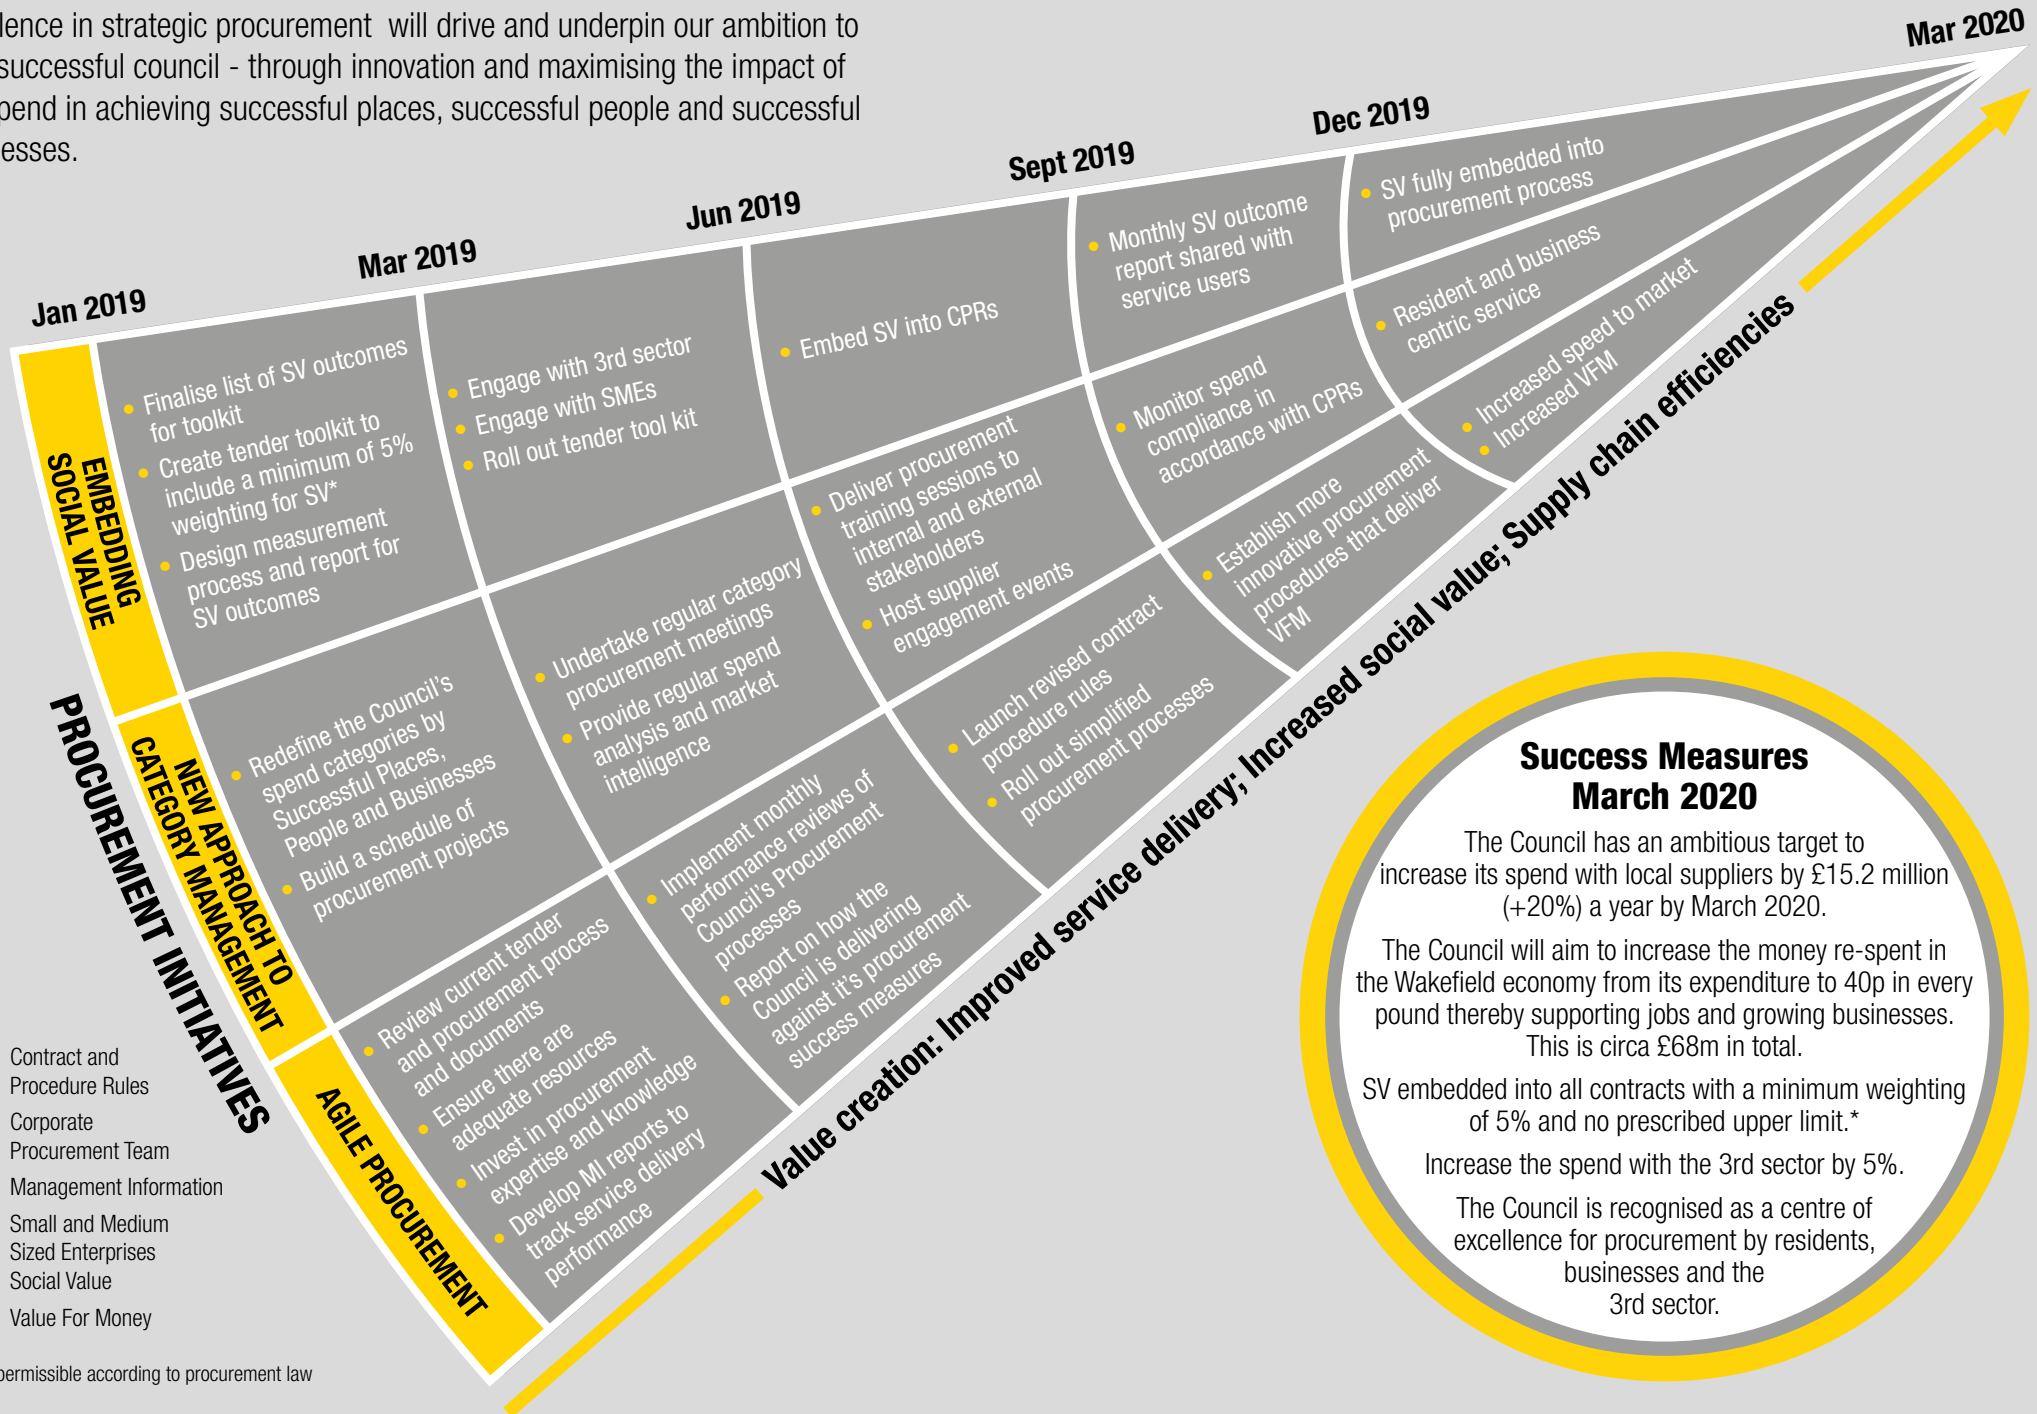 lence in strategic procurement will drive and underpin our ambition to
successful council - through innovation and maximising the impact of
pend in achieving successful places, successful people and successful
esses.
Jan 2019
Mar 2019
Jun 2019
Sept 2019
Dec 2019
Mar 2020
PROCUREMENT INITIATIVES
EMBEDDING
SOCIAL VALUE
• Finalise list of SV outcomes
for toolkit
• Create tender toolkit to
include a minimum of 5%
weighting for SV*
• Design measurement
process and report for
SV outcomes
• Engage with 3rd sector
• Engage with SMEs
• Roll out tender tool kit
• Embed SV into CPRs
• Monthly SV outcome
report shared with
service users
• SV fully embedded into
procurement process
NEW APPROACH TO
CATEGORY MANAGEMENT
• Redefine the Council's
spend categories by
Successful Places,
People and Businesses
• Build a schedule of
procurement projects
• Undertake regular category
procurement meetings
• Provide regular spend
analysis and market
intelligence
• Deliver procurement
training sessions to
internal and external
stakeholders
• Host supplier
engagement events
• Monitor spend
compliance in
accordance with CPRs
• Resident and business
centric service
AGILE PROCUREMENT
• Review current tender
and procurement process
and documents
• Ensure there are
adequate resources
• Invest in procurement
expertise and knowledge
• Develop MI reports to
track service delivery
performance
• Implement monthly
performance reviews of
Council's Procurement
processes
• Report on how the
Council is delivering
against it's procurement
success measures
• Launch revised contract
procedure rules
• Roll out simplified
procurement processes
• Establish more
innovative procurement
procedures that deliver
VFM
• Increased speed to market
• Increased VFM
Value creation: Improved service delivery; Increased social value; Supply chain efficiencies
Success Measures
March 2020
The Council has an ambitious target to
increase its spend with local suppliers by £15.2 million
(+20%) a year by March 2020.
The Council will aim to increase the money re-spent in
the Wakefield economy from its expenditure to 40p in every
pound thereby supporting jobs and growing businesses.
This is circa £68m in total.
SV embedded into all contracts with a minimum weighting
of 5% and no prescribed upper limit.*
Increase the spend with the 3rd sector by 5%.
The Council is recognised as a centre of
excellence for procurement by residents,
businesses and the
3rd sector.
Contract and
Procedure Rules
Corporate
Procurement Team
Management Information
Small and Medium
Sized Enterprises
Social Value
Value For Money
permissible according to procurement law